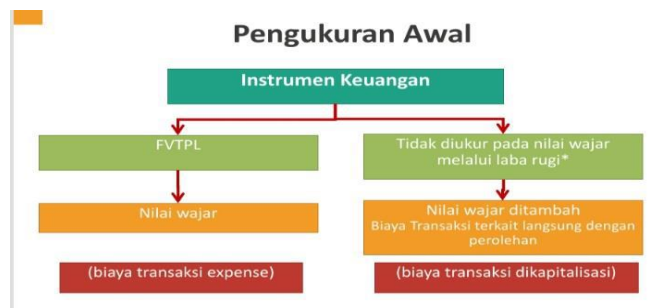 Pengukuran Awal
Instrumen Keuangan
FVTPL
Tidak diukur pada nilai wajar
melalui laba rugi*
Nilai wajar
Nilai wajar ditambah
Biaya Transaksi terkait langsung dengan
perolehan
(biaya transaksi expense)
(biaya transaksi dikapitalisasi)